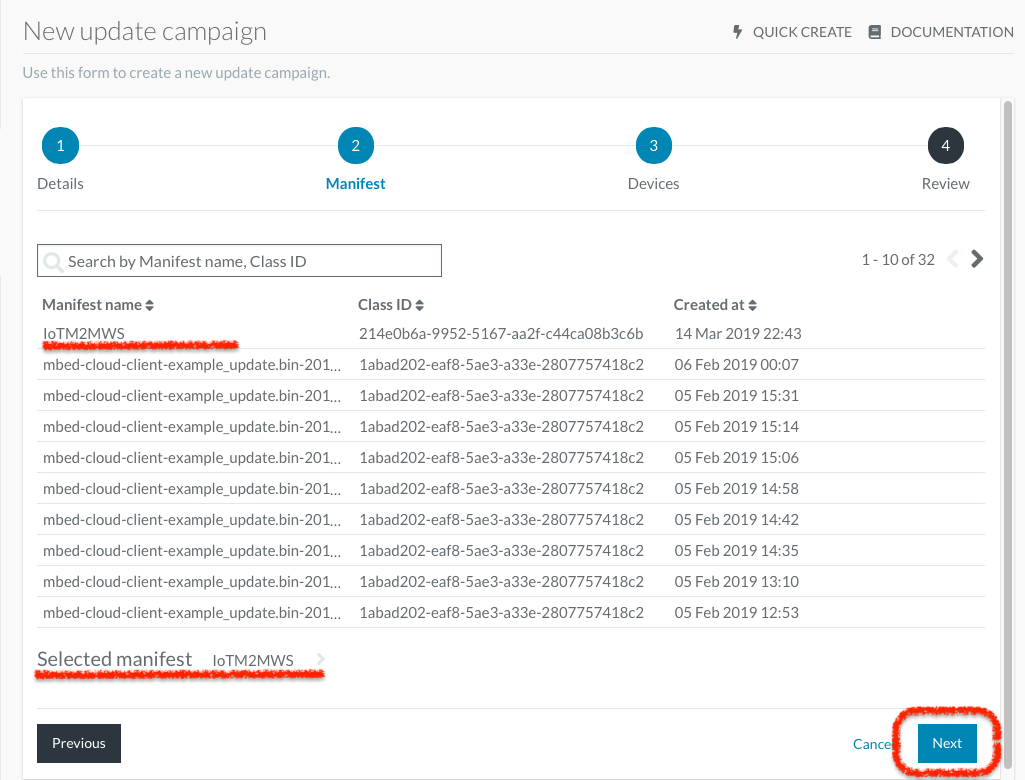 New update campaign
QUICK CREATE DOCUMENTATION
Use this form to create a new update campaign.
1 2 3 4
Details Manifest Devices Review
Search by Manifest name, Class ID
1 - 10 of 32
Manifest name Class ID Created at
IoTM2MWS 214e0b6a-9952-5167-aa2f-c44ca08b3c6b 14 Mar 2019 22:43
mbed-cloud-client-example_update.bin-201... 1abad202-eaf8-5ae3-a33e-2807757418c2 06 Feb 2019 00:07
mbed-cloud-client-example_update.bin-201... 1abad202-eaf8-5ae3-a33e-2807757418c2 05 Feb 2019 15:31
mbed-cloud-client-example_update.bin-201... 1abad202-eaf8-5ae3-a33e-2807757418c2 05 Feb 2019 15:14
mbed-cloud-client-example_update.bin-201... 1abad202-eaf8-5ae3-a33e-2807757418c2 05 Feb 2019 15:06
mbed-cloud-client-example_update.bin-201... 1abad202-eaf8-5ae3-a33e-2807757418c2 05 Feb 2019 14:58
mbed-cloud-client-example_update.bin-201... 1abad202-eaf8-5ae3-a33e-2807757418c2 05 Feb 2019 14:42
mbed-cloud-client-example_update.bin-201... 1abad202-eaf8-5ae3-a33e-2807757418c2 05 Feb 2019 14:35
mbed-cloud-client-example_update.bin-201... 1abad202-eaf8-5ae3-a33e-2807757418c2 05 Feb 2019 13:10
mbed-cloud-client-example_update.bin-201... 1abad202-eaf8-5ae3-a33e-2807757418c2 05 Feb 2019 12:53
Selected manifest IoTM2MWS
Previous Cancel Next